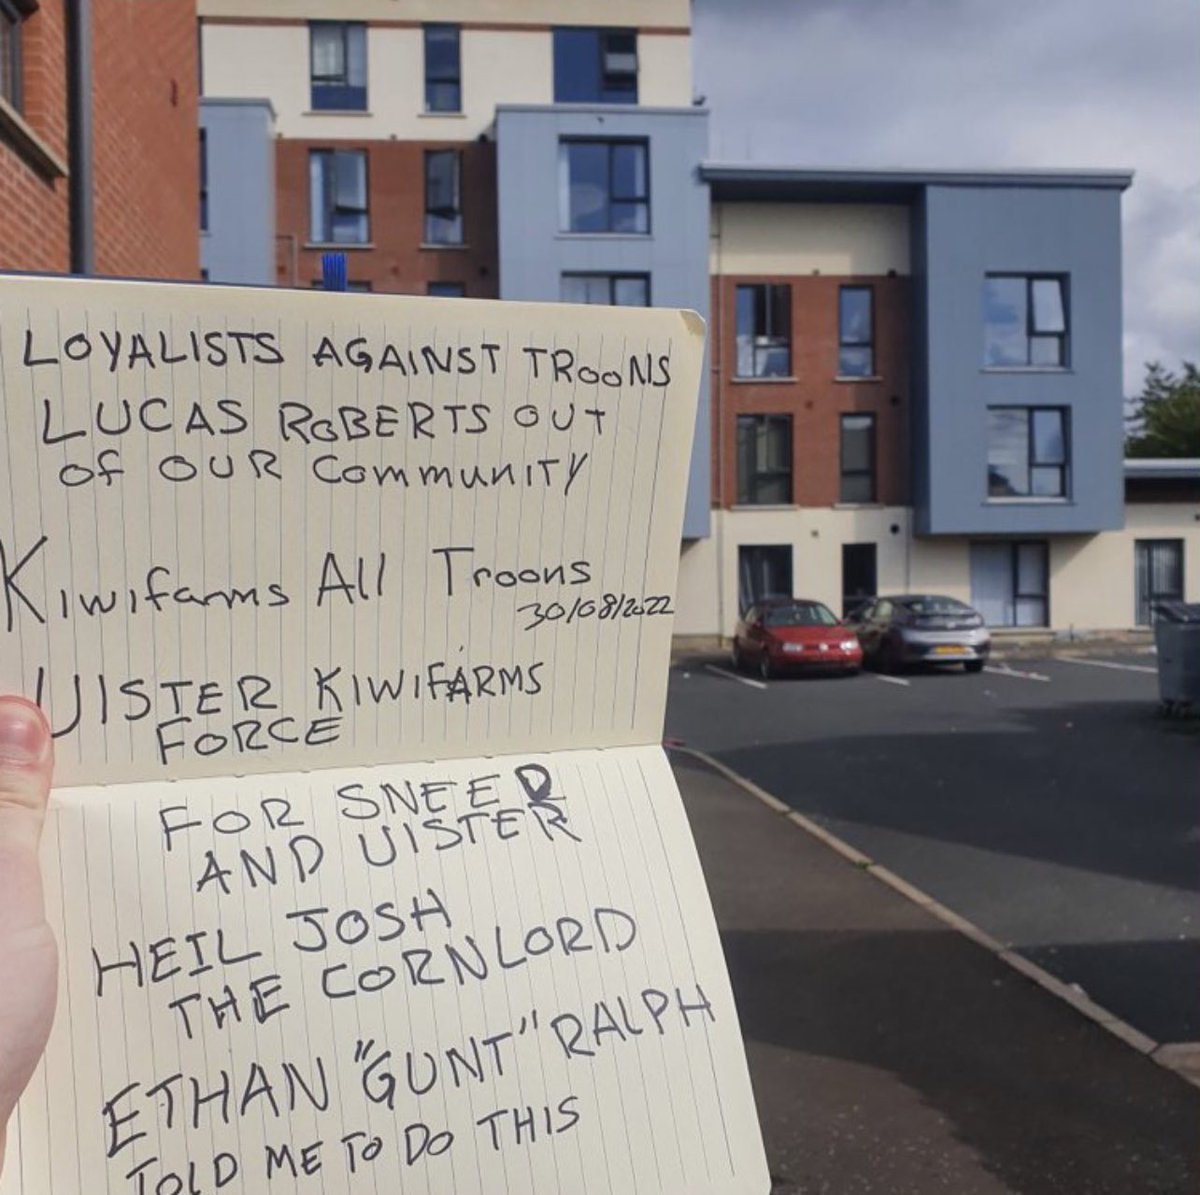 LOYALISTS AGAINST TROONS
LUCAS ROBERTS OUT
OF OUR COMMUNITY
Kiwifarms All Troons
30/08/2022
UlSTER KIWIFARMS
FORCE
FOR SNEED
AND UlSTER
HEIL JOSH
THE CORNLORD
ETHAN "GUNT" RALPH
TOLD ME TO DO THIS